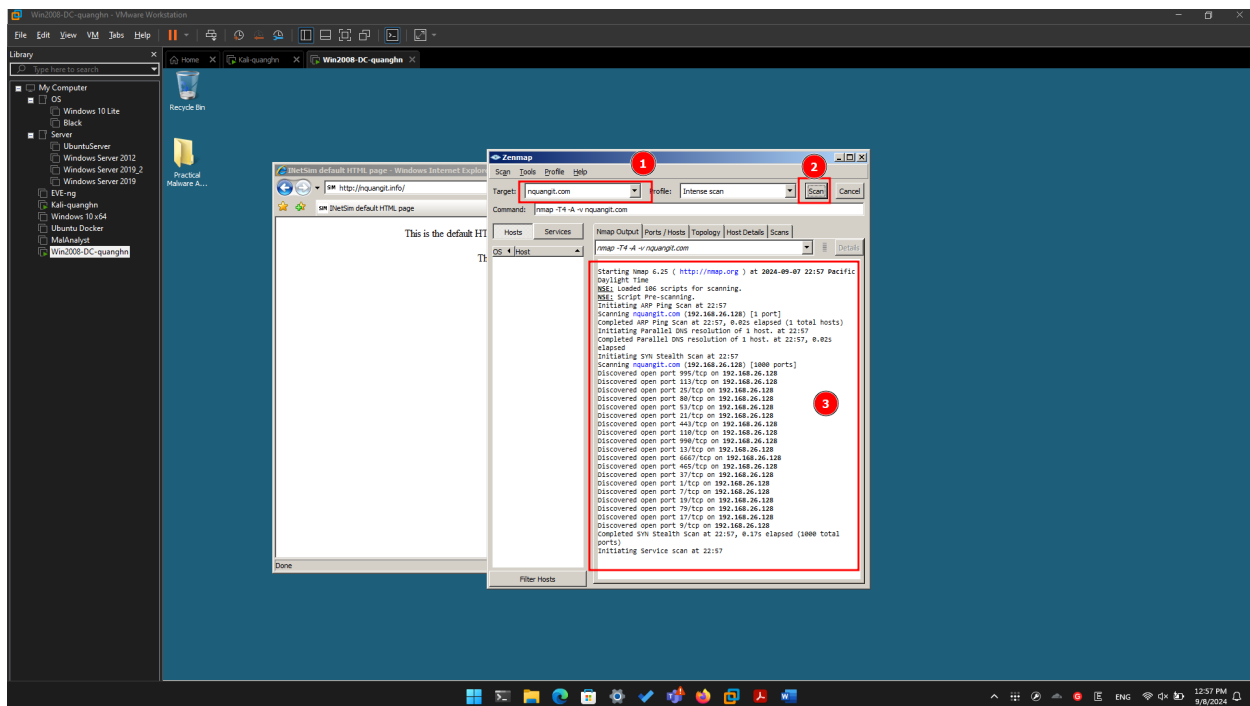 Win2008-DC-quanghn - VMware Workstation
File Edit View VM Tabs Help
Library
Type here to search
My Computer
OS
Windows 10 Lite
Black
Server
UbuntuServer
Windows Server 2012
Windows Server 2019_2
Windows Server 2019
EVE-ng
Kali-quanghn
Windows 10 x64
Ubuntu Docker
MalAnalyst
Win2008-DC-quanghn
Home
Kali-quanghn
Win2008-DC-quanghn
Recycle Bin
Practical
Malware A...
INetSim default HTML page - Windows Internet Explor
SIM http://nquangit.info/
SIM INetSim default HTML page
This is the default HT
Th
Done
Zenmap
1
2
Scan Tools Profile Help
Target: nquangit.com Profile: Intense scan Scan Cancel
Command: nmap -T4 -A -v nquangit.com
Hosts Services
OS Host
Filter Hosts
Nmap Output Ports / Hosts Topology Host Details Scans
nmap -T4 -A -v nquangit.com Details
Starting Nmap 6.25 ( http://nmap.org ) at 2024-09-07 22:57 Pacific
Daylight Time
NSE: Loaded 106 scripts for scanning.
NSE: Script Pre-scanning.
Initiating ARP Ping Scan at 22:57
Scanning nquangit.com (192.168.26.128) [1 port]
Completed ARP Ping Scan at 22:57, 0.02s elapsed (1 total hosts)
Initiating Parallel DNS resolution of 1 host. at 22:57
Completed Parallel DNS resolution of 1 host. at 22:57, 0.02s
elapsed
Initiating SYN Stealth Scan at 22:57
Scanning nquangit.com (192.168.26.128) [1000 ports]
Discovered open port 995/tcp on 192.168.26.128
Discovered open port 113/tcp on 192.168.26.128
Discovered open port 25/tcp on 192.168.26.128
Discovered open port 80/tcp on 192.168.26.128
Discovered open port 53/tcp on 192.168.26.128
Discovered open port 21/tcp on 192.168.26.128
Discovered open port 443/tcp on 192.168.26.128
Discovered open port 110/tcp on 192.168.26.128
Discovered open port 990/tcp on 192.168.26.128
Discovered open port 13/tcp on 192.168.26.128
Discovered open port 6667/tcp on 192.168.26.128
Discovered open port 465/tcp on 192.168.26.128
Discovered open port 37/tcp on 192.168.26.128
Discovered open port 1/tcp on 192.168.26.128
Discovered open port 7/tcp on 192.168.26.128
Discovered open port 19/tcp on 192.168.26.128
Discovered open port 79/tcp on 192.168.26.128
Discovered open port 17/tcp on 192.168.26.128
Discovered open port 9/tcp on 192.168.26.128
Completed SYN Stealth Scan at 22:57, 0.17s elapsed (1000 total
ports)
Initiating Service scan at 22:57
3
ENG
12:57 PM
9/8/2024